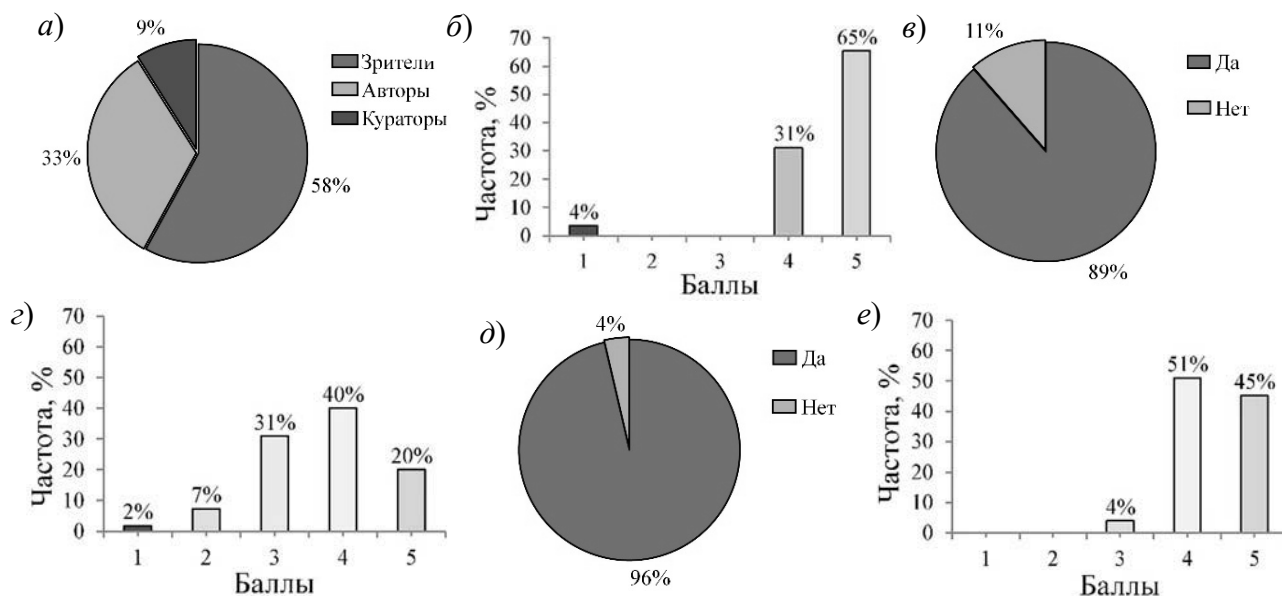 а)
9%
33%
58%
Зрители
Авторы
Кураторы
б)
Частота, %
70
60
50
40
30
20
10
0
4%
31%
65%
1 2 3 4 5
Баллы
в)
11%
89%
Да
Нет
г)
Частота, %
70
60
50
40
30
20
10
0
2%
7%
31%
40%
20%
1 2 3 4 5
Баллы
д)
4%
96%
Да
Нет
е)
Частота, %
70
60
50
40
30
20
10
0
4%
51%
45%
1 2 3 4 5
Баллы